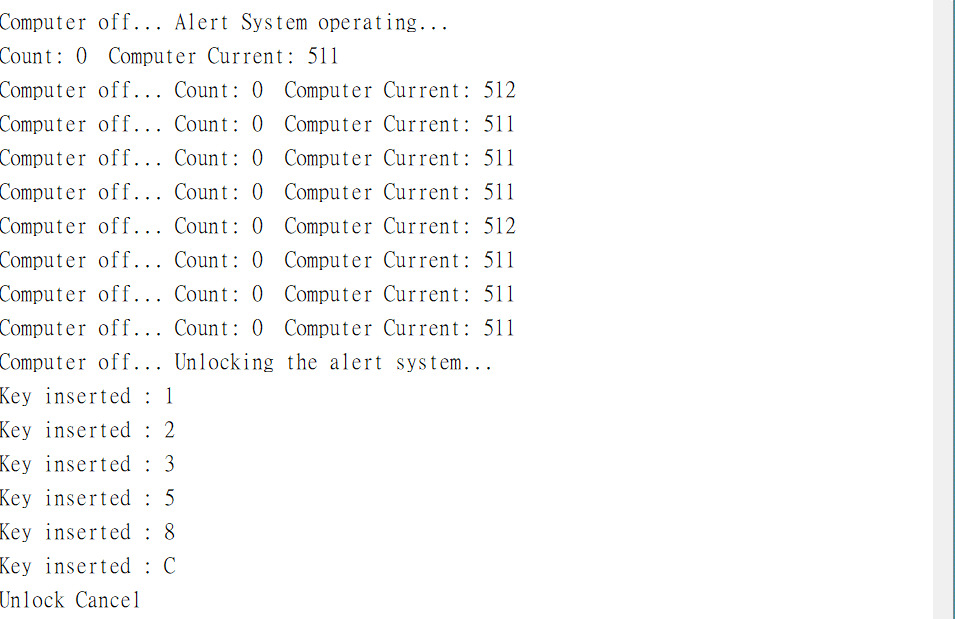 Computer off... Alert System operating...
Count: 0  Computer Current: 511
Computer off... Count: 0  Computer Current: 512
Computer off... Count: 0  Computer Current: 511
Computer off... Count: 0  Computer Current: 511
Computer off... Count: 0  Computer Current: 511
Computer off... Count: 0  Computer Current: 512
Computer off... Count: 0  Computer Current: 511
Computer off... Count: 0  Computer Current: 511
Computer off... Count: 0  Computer Current: 511
Computer off... Unlocking the alert system...
Key inserted : 1
Key inserted : 2
Key inserted : 3
Key inserted : 5
Key inserted : 8
Key inserted : C
Unlock Cancel